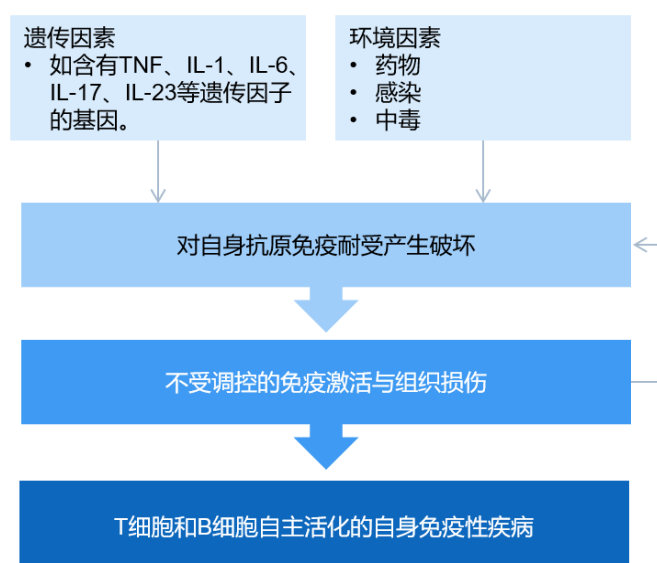 遗传因素
• 如含有TNF、IL-1、IL-6、
IL-17、IL-23等遗传因子
的基因。
环境因素
• 药物
• 感染
• 中毒
对自身抗原免疫耐受产生破坏
不受调控的免疫激活与组织损伤
T细胞和B细胞自主活化的自身免疫性疾病